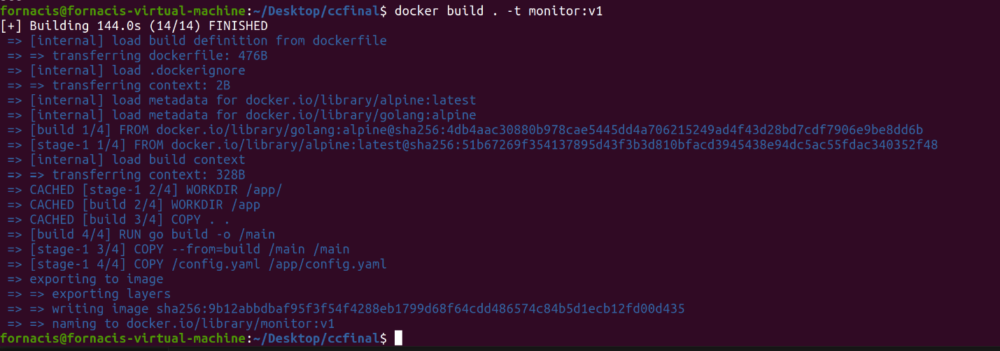 fornacis@fornacis-virtual-machine:~/Desktop/ccfinal$ docker build . -t monitor:v1
[+] Building 144.0s (14/14) FINISHED
=> [internal] load build definition from dockerfile
=> => transferring dockerfile: 476B
=> [internal] load .dockerignore
=> => transferring context: 2B
=> [internal] load metadata for docker.io/library/alpine:latest
=> [internal] load metadata for docker.io/library/golang:alpine
=> [build 1/4] FROM docker.io/library/golang:alpine@sha256:4db4aac30880b978cae5445dd4a706215249ad4f43d28bd7cdf7906e9be8dd6b
=> [stage-1 1/4] FROM docker.io/library/alpine:latest@sha256:51b67269f354137895d43f3b3d810bfacd3945438e94dc5ac55fdac340352f48
=> [internal] load build context
=> => transferring context: 328B
=> CACHED [stage-1 2/4] WORKDIR /app/
=> CACHED [build 2/4] WORKDIR /app
=> CACHED [build 3/4] COPY . .
=> [build 4/4] RUN go build -o /main
=> [stage-1 3/4] COPY --from=build /main /main
=> [stage-1 4/4] COPY /config.yaml /app/config.yaml
=> exporting to image
=> => exporting layers
=> => writing image sha256:9b12abbdbaf95f3f54f4288eb1799d68f64cdd486574c84b5d1ecb12fd00d435
=> => naming to docker.io/library/monitor:v1
fornacis@fornacis-virtual-machine:~/Desktop/ccfinal$